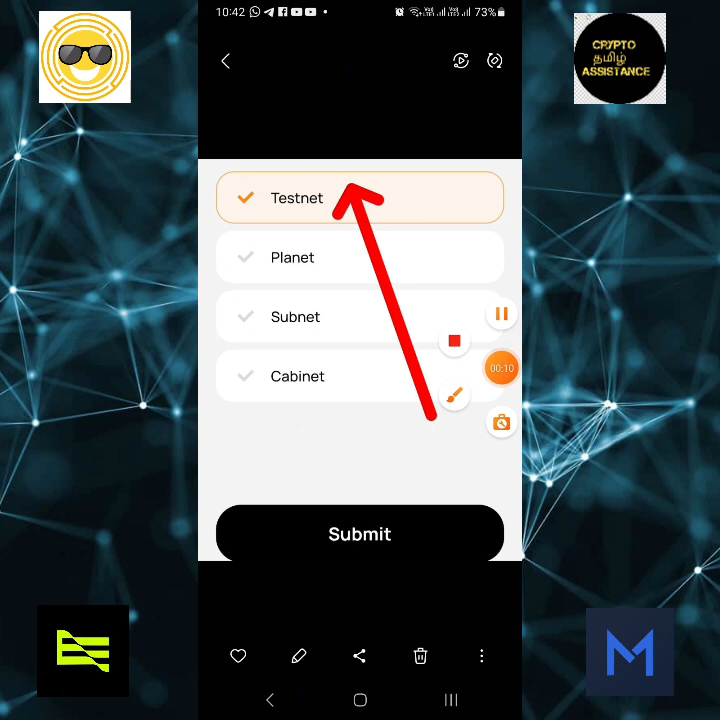 10:42
73%
CRYPTO
தமிழ்
ASSISTANCE
Testnet
Planet
Subnet
00:10
Cabinet
Submit